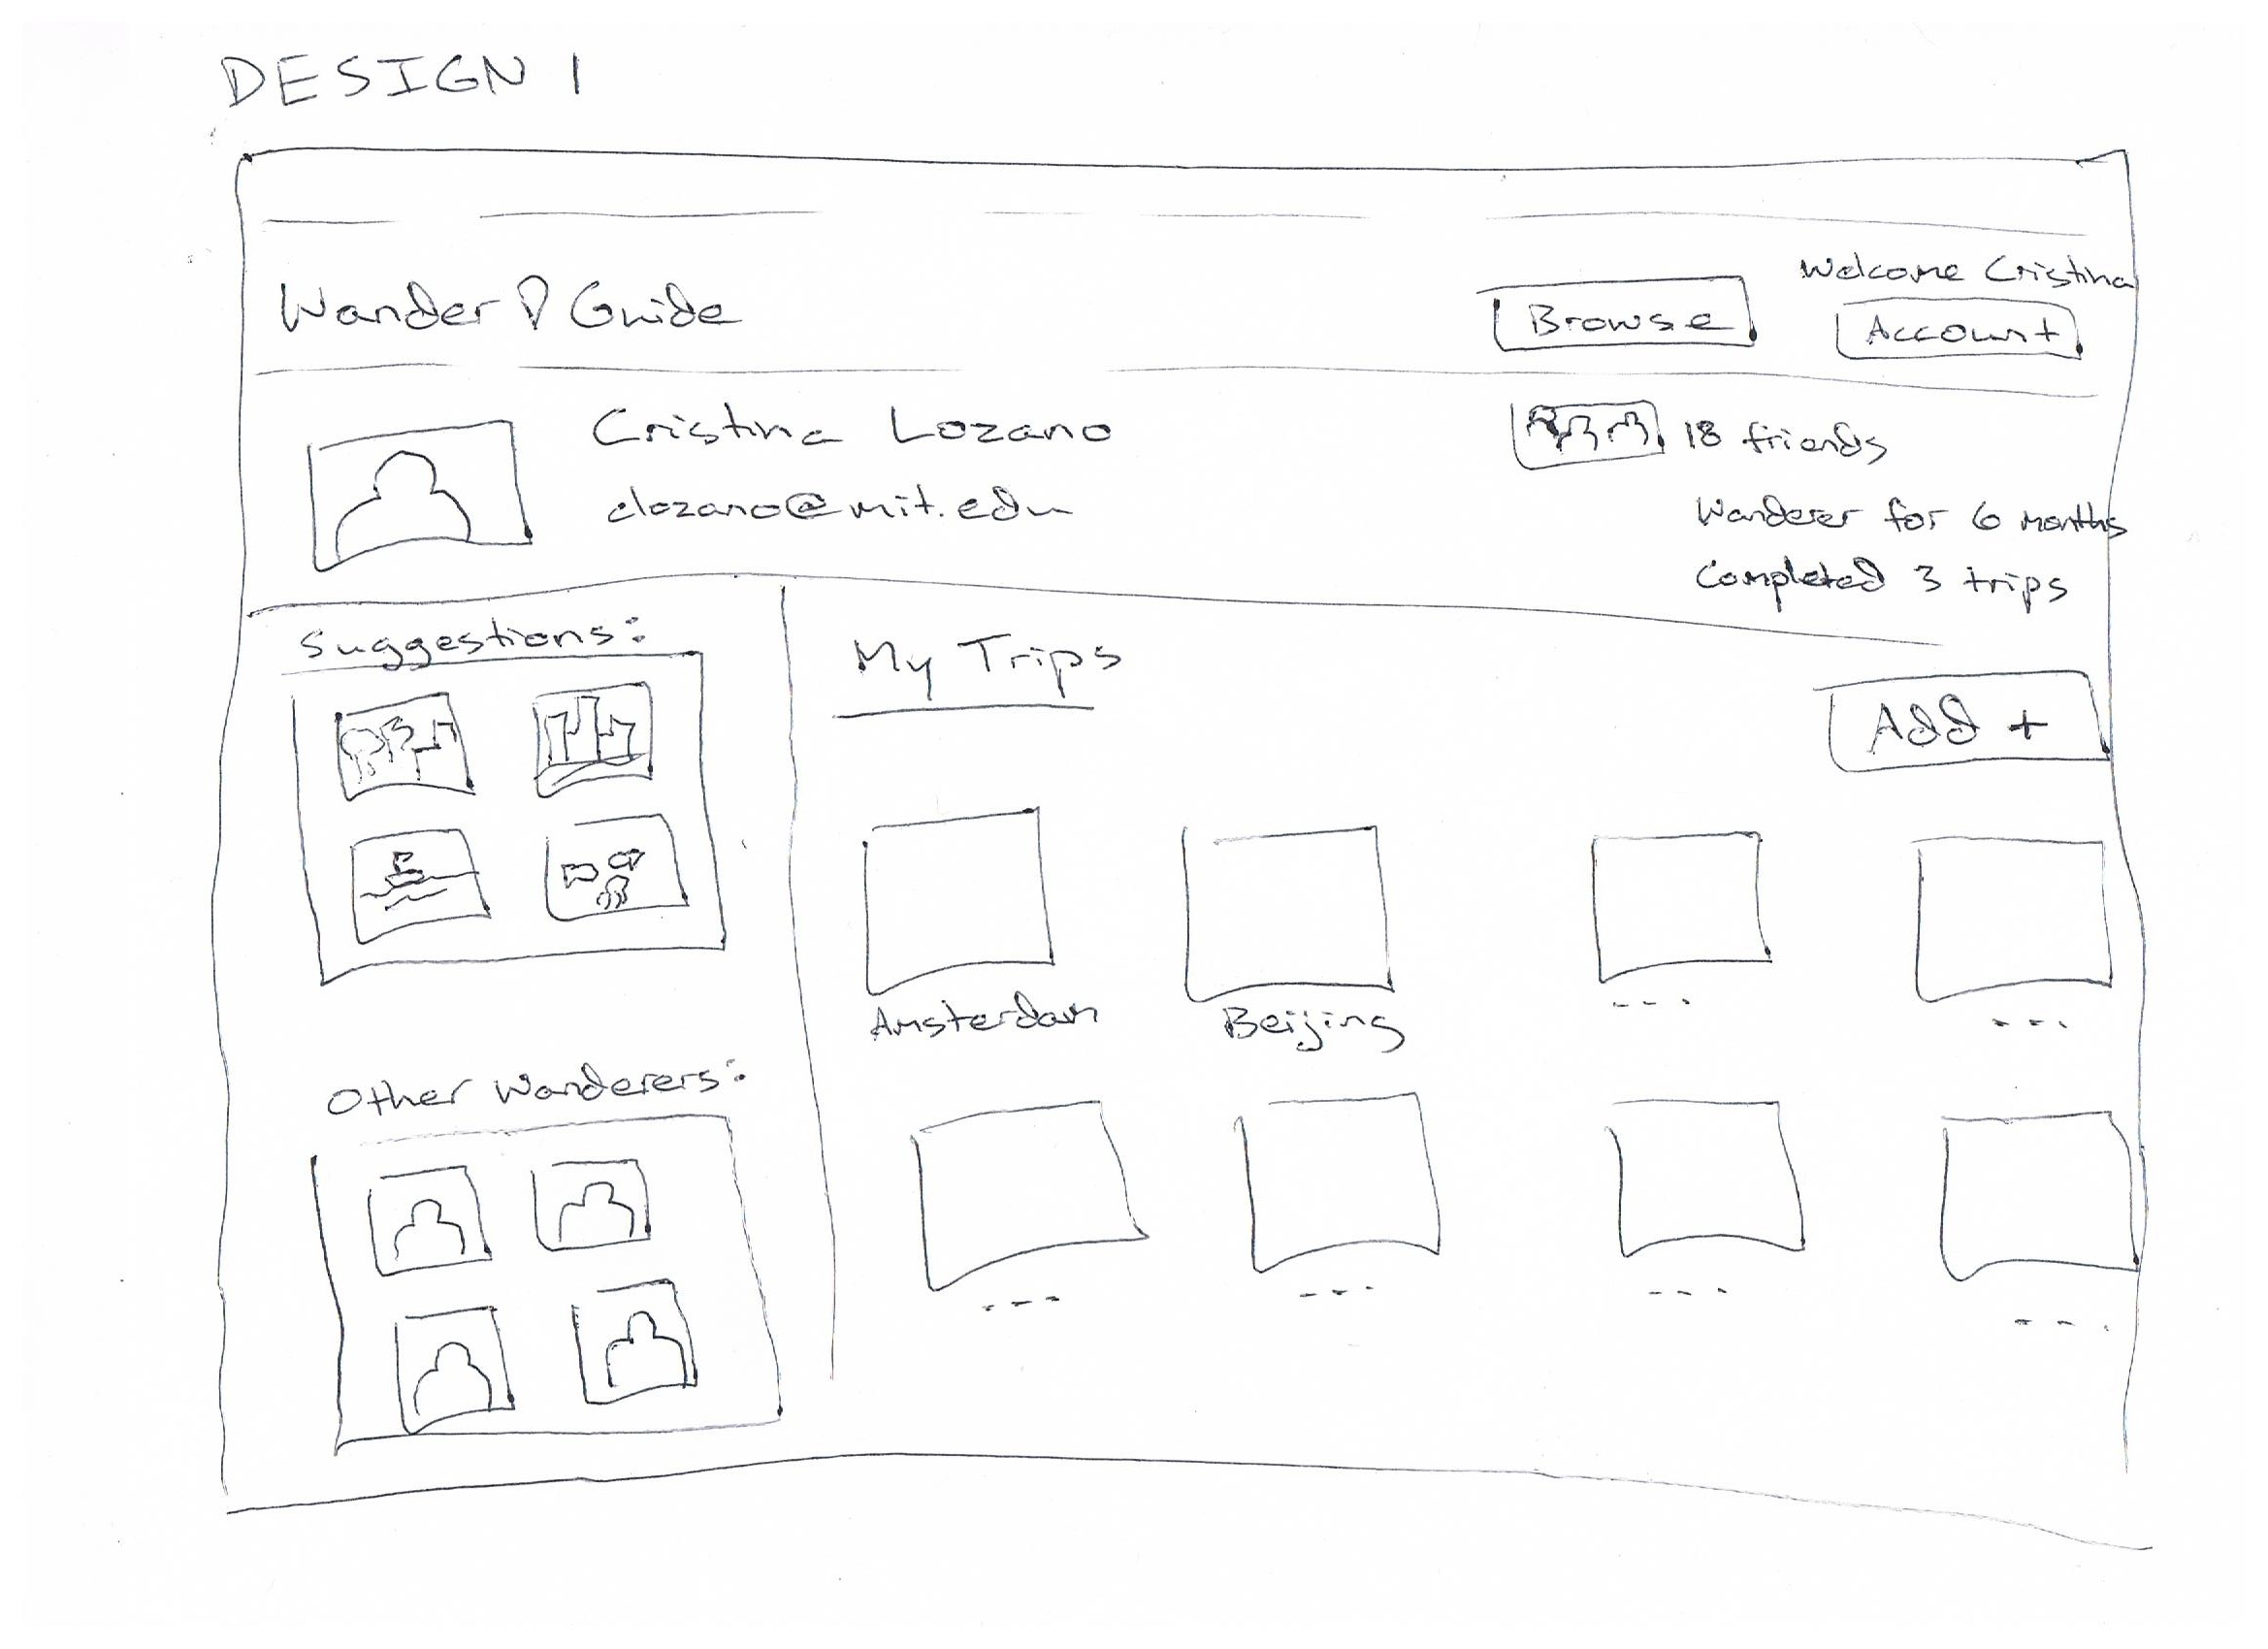 DESIGN 1
Wander Guide
Browse
Welcome Cristina
Account
Cristina Lozano
clozano@mit.edu
18 friends
Wanderer for 6 months
Completed 3 trips
Suggestions:
My Trips
Add +
Amsterdam
Beijing
- - -
- - -
Other Wanderers:
- - -
- - -
- - -
- - -